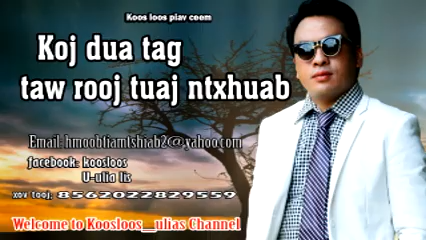 Koos loos piav ceem
Koj dua tag
taw rooj tuaj ntxhuab
Email:hmoobtiamtshiab2@yahoo.com
facebook: koosloos
U-ulia lis
xov tooj: 8562022829559
Welcome to Koosloos_ulias Channel